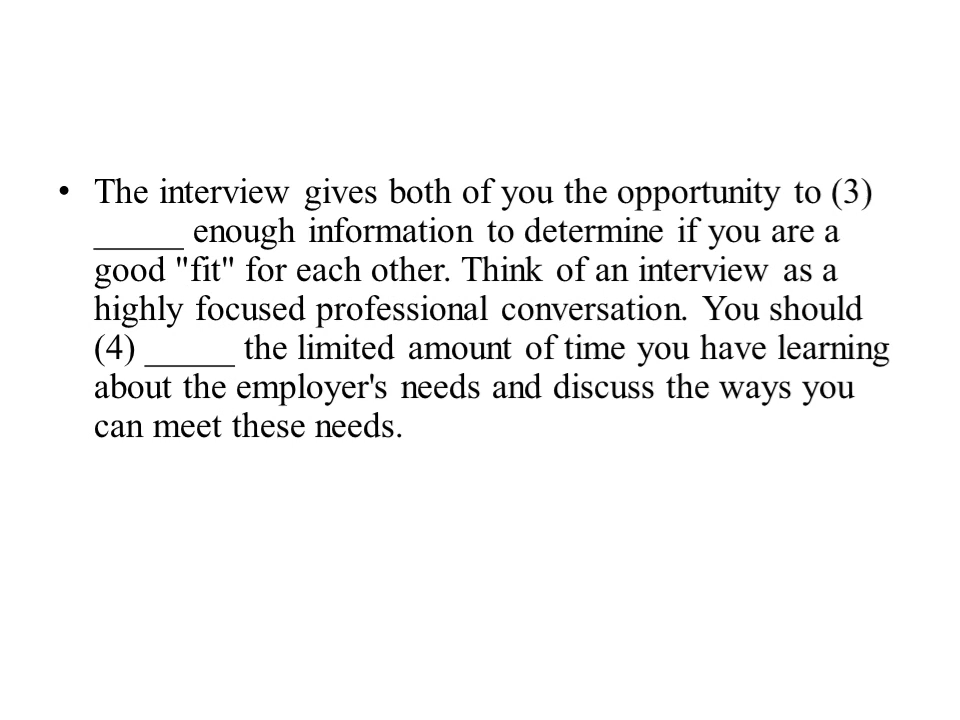 • The interview gives both of you the opportunity to (3)
_____ enough information to determine if you are a
good "fit" for each other. Think of an interview as a
highly focused professional conversation. You should
(4) _____ the limited amount of time you have learning
about the employer's needs and discuss the ways you
can meet these needs.